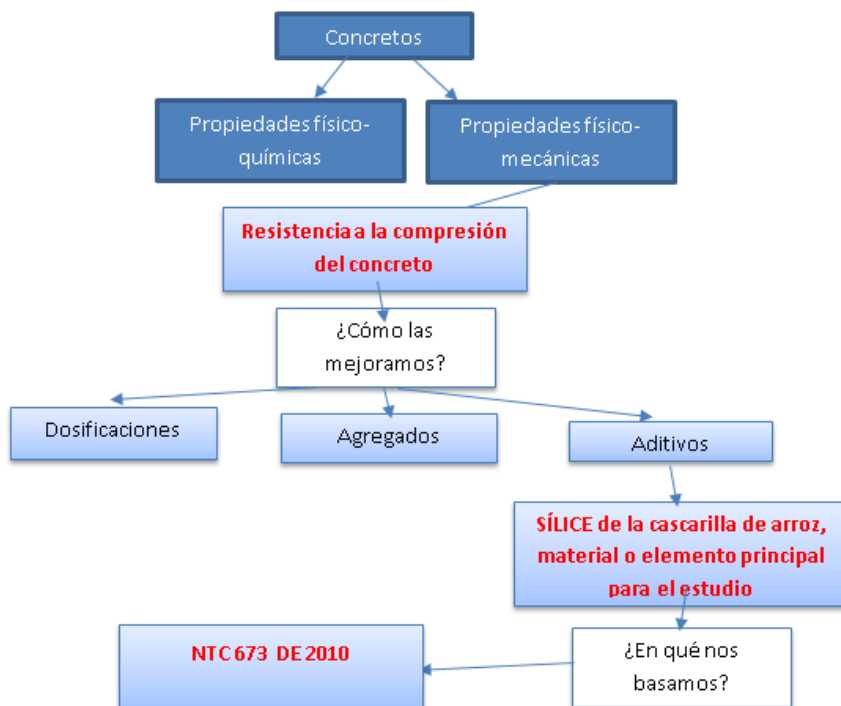 Concretos
Propiedades físico-
químicas
Propiedades físico-
mecánicas
Resistencia a la compresión
del concreto
¿Cómo las
mejoramos?
Dosificaciones
Agregados
Aditivos
SÍLICE de la cascarilla de arroz,
material o elemento principal
para el estudio
NTC 673 DE 2010
¿En qué nos
basamos?